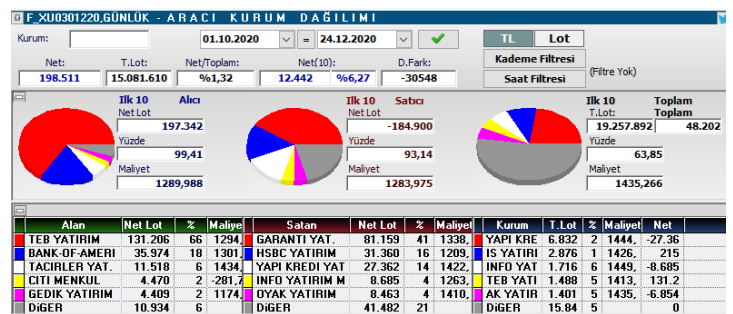 F_XU0301220,GÜNLÜK - ARACI KURUM DAĞILIMI
Kurum: 01.10.2020 = 24.12.2020 TL Lot
Net: T.Lot: Net/Toplam: Net(10): D.Fark: Kademe Filtresi
198.511 15.081.610 %1,32 12.442 %6,27 -30548 Saat Filtresi (Filtre Yok)
Ilk 10 Alıcı Ilk 10 Satıcı Ilk 10 Toplam
Net Lot Net Lot T.Lot: Toplam
197.342 -184.900 19.257.892 48.202
Yüzde Yüzde Yüzde
99,41 93,14 63,85
Maliyet Maliyet Maliyet
1289,988 1283,975 1435,266
Alan Net Lot % Maliye Satan Net Lot % Maliyet Kurum T.Lot % Maliyet Net
TEB YATIRIM 131.206 66 1294, GARANTI YAT. 81.159 41 1338, YAPI KRE 6.832 2 1444, -27.36
BANK-OF-AMERI 35.974 18 1301, HSBC YATIRIM 31.360 16 1209, IS YATIRI 2.876 1 1426, 215
TACIRLER YAT. 11.518 6 1434, YAPI KREDI YAT 27.362 14 1422, INFO YAT 1.716 6 1449, -8.685
CITI MENKUL 4.470 2 -281,7 INFO YATIRIM M 8.685 4 1263, TEB YATI 1.488 5 1413, 131.2
GEDIK YATIRIM 4.409 2 1174, OYAK YATIRIM 8.463 4 1410, AK YATIR 1.401 5 1435, -6.854
DiGER 10.934 6 DiGER 41.482 21 DiGER 15.84 5 0